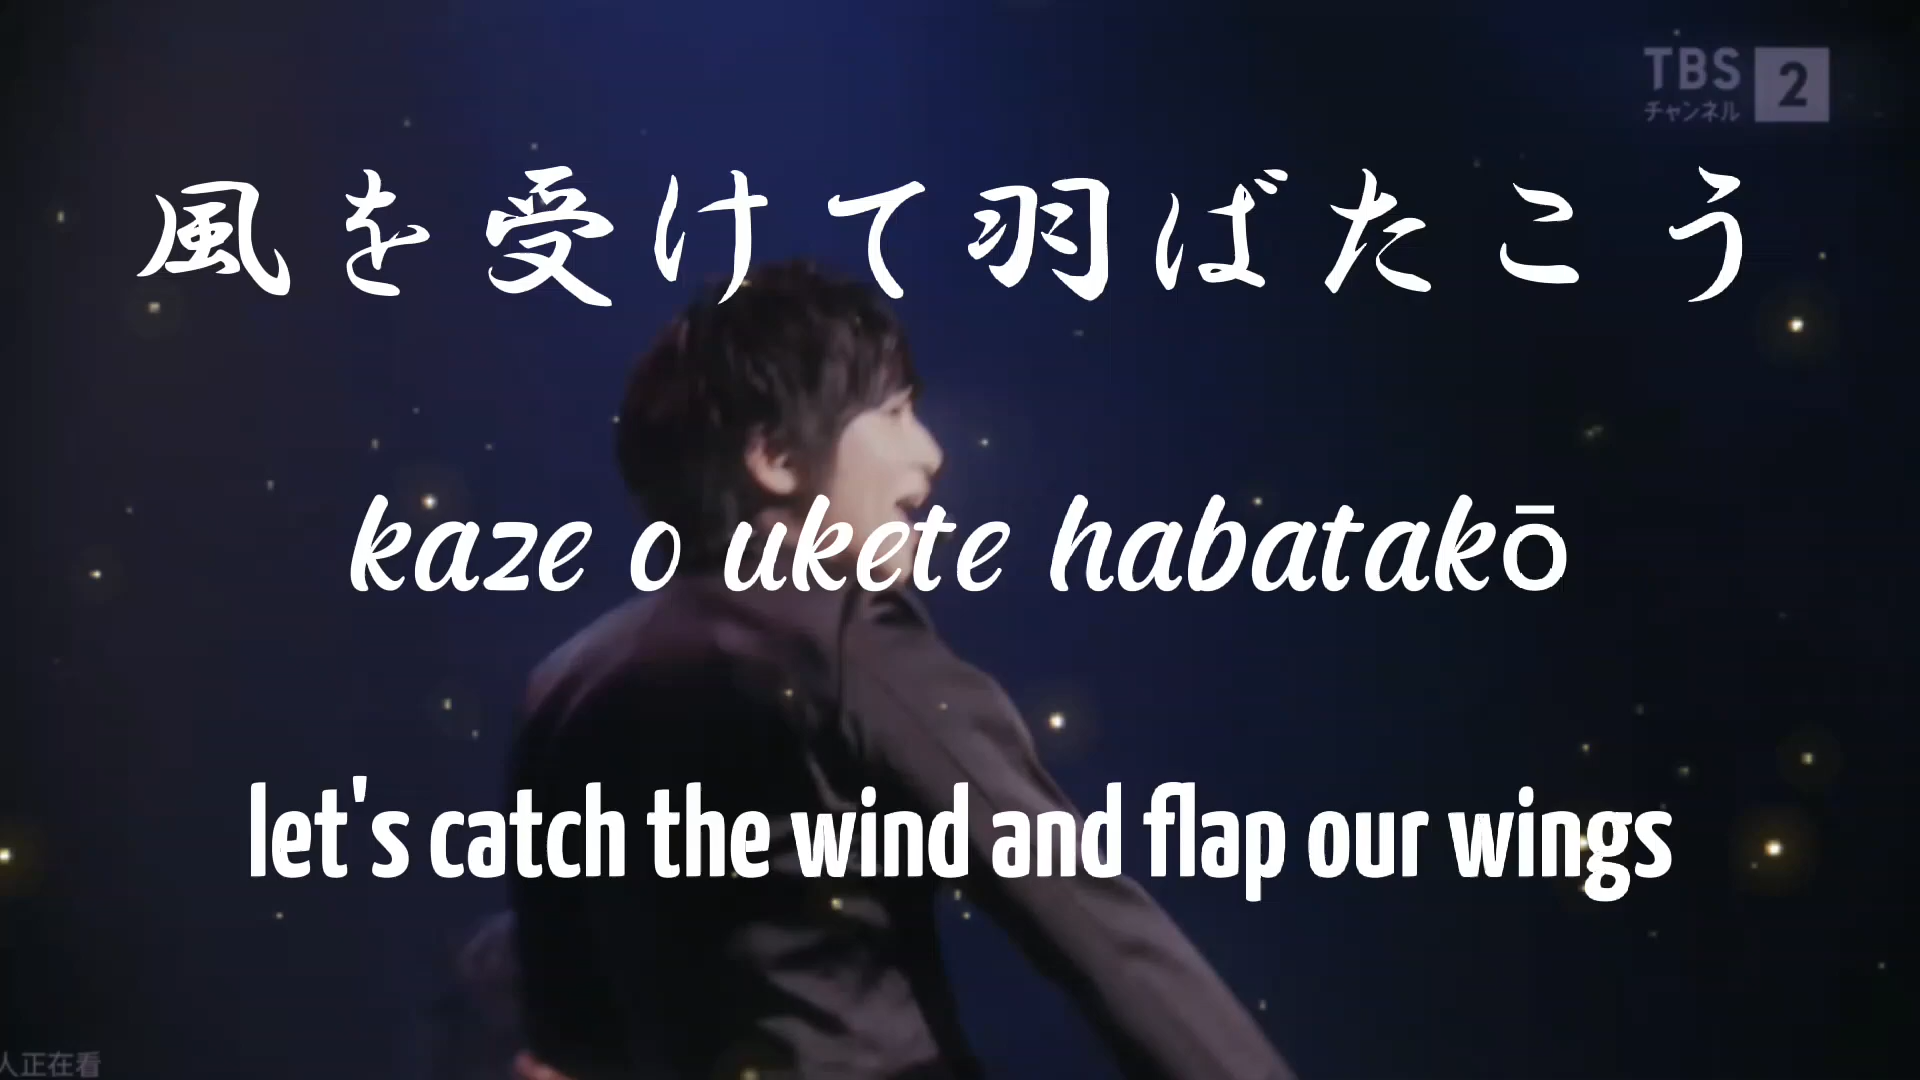 TBS 2
チャンネル
風を受けて羽ばたこう
kaze o ukete habatakō
let's catch the wind and flap our wings
人正在看